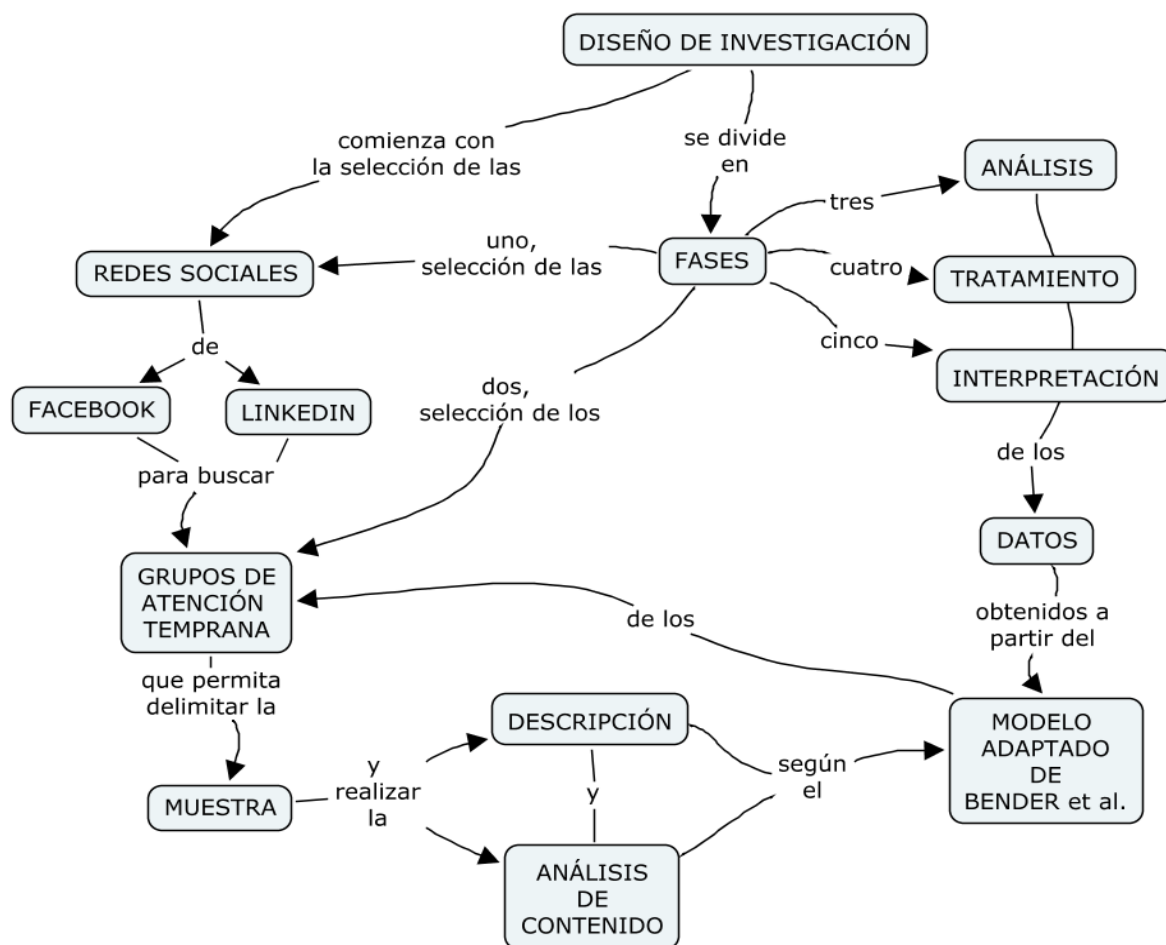 DISEÑO DE INVESTIGACIÓN
comienza con
la selección de las
se divide
en
ANÁLISIS
tres
uno,
selección de las
REDES SOCIALES
FASES
cuatro
TRATAMIENTO
cinco
INTERPRETACIÓN
de
FACEBOOK
LINKEDIN
dos,
selección de los
de los
para buscar
DATOS
GRUPOS DE
ATENCIÓN
TEMPRANA
de los
obtenidos a
partir del
que permita
delimitar la
DESCRIPCIÓN
MODELO
ADAPTADO
DE
BENDER et al.
MUESTRA
y
realizar
la
y
según
el
ANÁLISIS
DE
CONTENIDO